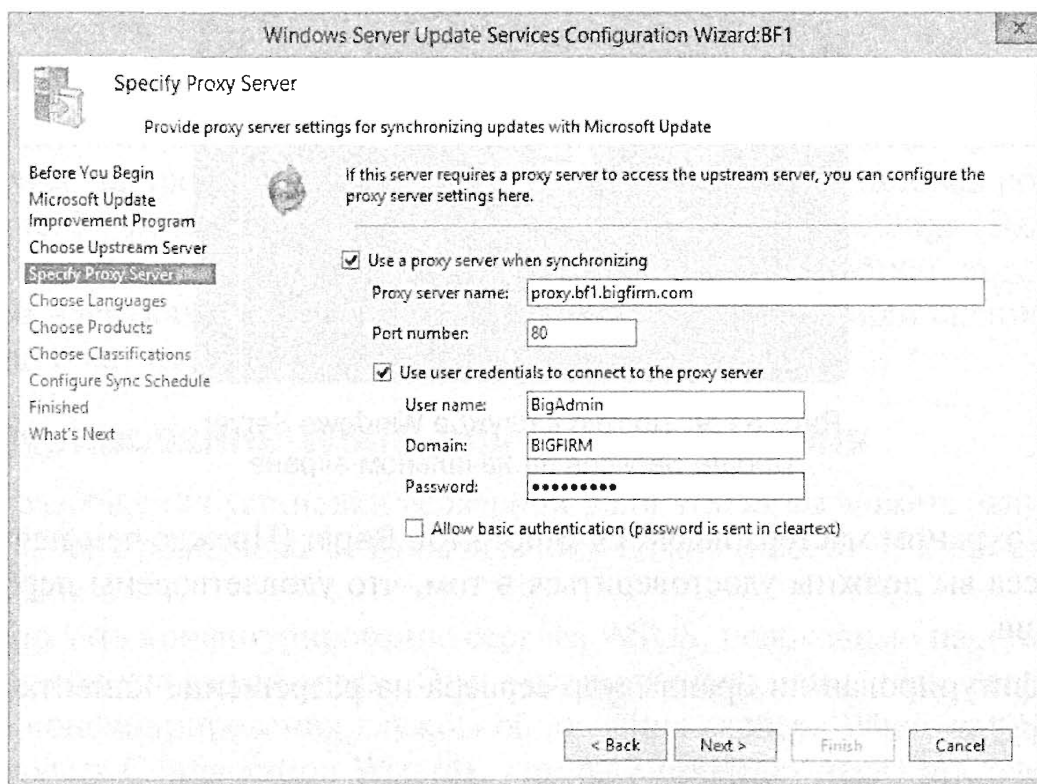 Windows Server Update Services Configuration Wizard:BF1
Specify Proxy Server
Provide proxy server settings for synchronizing updates with Microsoft Update
Before You Begin
Microsoft Update
Improvement Program
Choose Upstream Server
Specify Proxy Server
Choose Languages
Choose Products
Choose Classifications
Configure Sync Schedule
Finished
What's Next
If this server requires a proxy server to access the upstream server, you can configure the
proxy server settings here.
Use a proxy server when synchronizing
Proxy server name: proxy.bf1.bigfirm.com
Port number: 80
Use user credentials to connect to the proxy server
User name: BigAdmin
Domain: BIGFIRM
Password: •••••••••
Allow basic authentication (password is sent in cleartext)
< Back Next > Finish Cancel